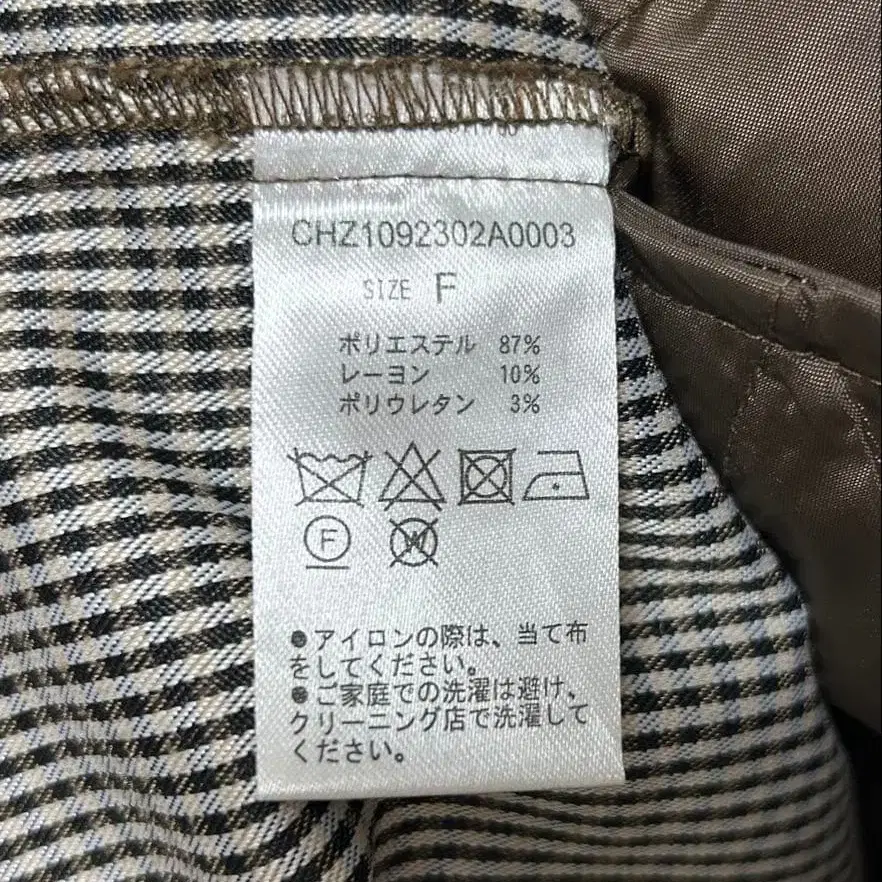 CHZ1092302A0003
SIZE F
ポリエステル 87%
レーヨン 10%
ポリウレタン 3%
F W
●アイロンの際は、当て布
をしてください。
●ご家庭での洗濯は避け、
クリーニング店で洗濯して
ください。